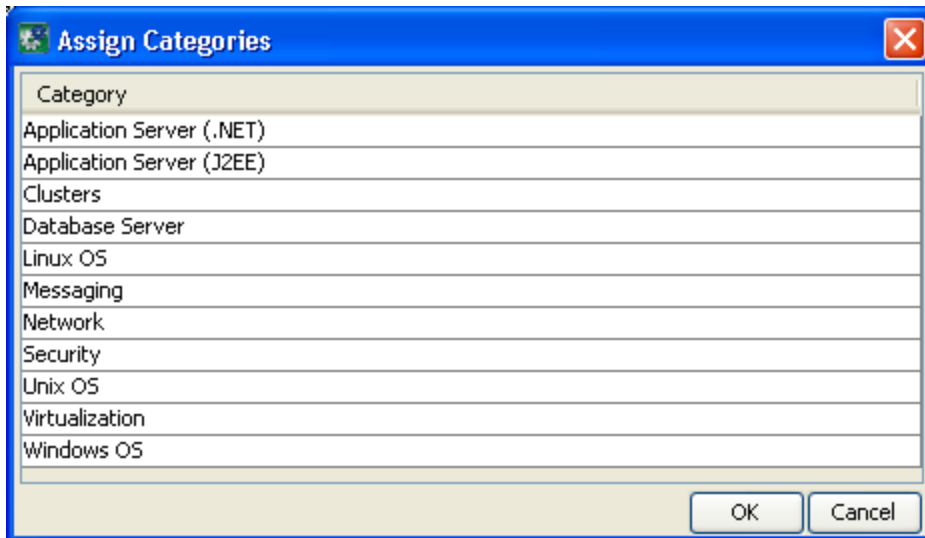 Assign Categories
Category
Application Server (.NET)
Application Server (J2EE)
Clusters
Database Server
Linux OS
Messaging
Network
Security
Unix OS
Virtualization
Windows OS
OK Cancel